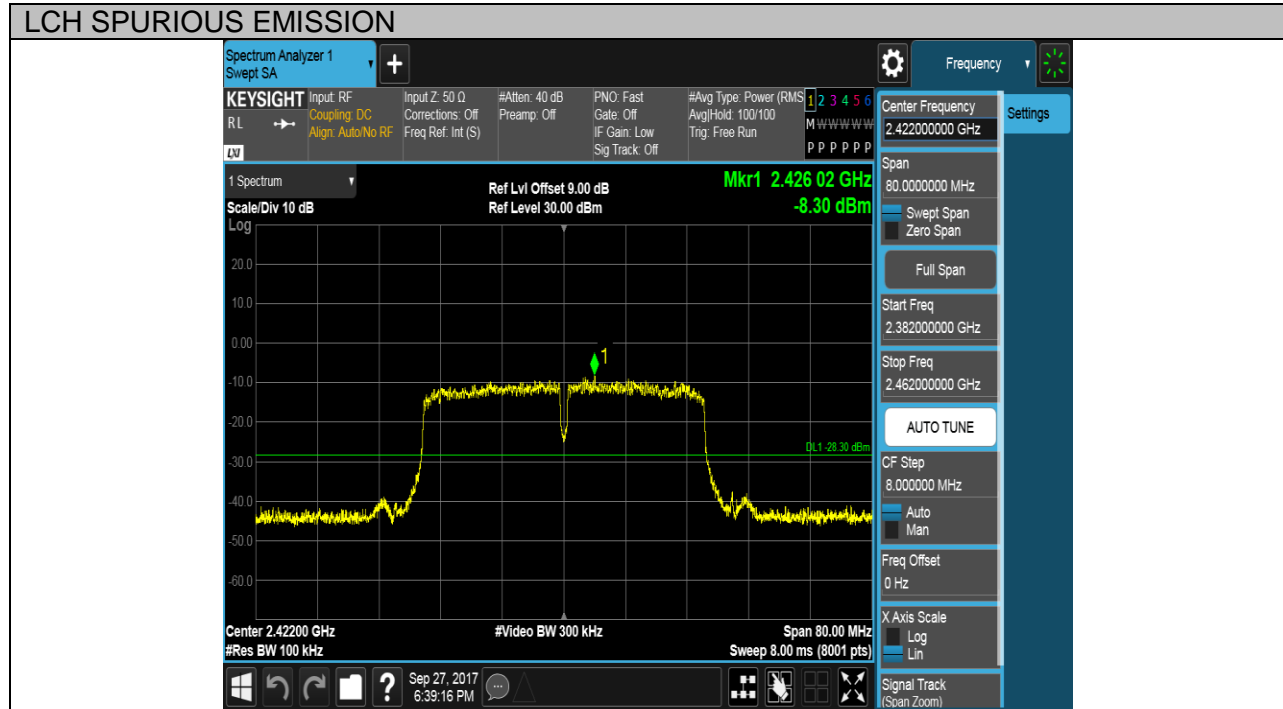 LCH SPURIOUS EMISSION
Spectrum Analyzer 1
Swept SA
+
Frequency
KEYSIGHT
RL
LXI
Input: RF
Coupling: DC
Align: Auto/No RF
Input Z: 50 Ω
Corrections: Off
Freq Ref: Int (S)
#Atten: 40 dB
Preamp: Off
PNO: Fast
Gate: Off
IF Gain: Low
Sig Track: Off
#Avg Type: Power (RMS
Avg|Hold: 100/100
Trig: Free Run
1 2 3 4 5 6
M W W W W W
P P P P P P
1 Spectrum
Scale/Div 10 dB
Log
Ref Lvl Offset 9.00 dB
Ref Level 30.00 dBm
Mkr1 2.426 02 GHz
-8.30 dBm
20.0
10.0
0.00
-10.0
-20.0
-30.0
-40.0
-50.0
-60.0
1
DL1 -28.30 dBm
Center 2.42200 GHz
#Res BW 100 kHz
#Video BW 300 kHz
Span 80.00 MHz
Sweep 8.00 ms (8001 pts)
?
Sep 27, 2017
6:39:16 PM
Center Frequency
2.422000000 GHz
Span
80.0000000 MHz
Swept Span
Zero Span
Full Span
Start Freq
2.382000000 GHz
Stop Freq
2.462000000 GHz
AUTO TUNE
CF Step
8.000000 MHz
Auto
Man
Freq Offset
0 Hz
X Axis Scale
Log
Lin
Signal Track
(Span Zoom)
Settings